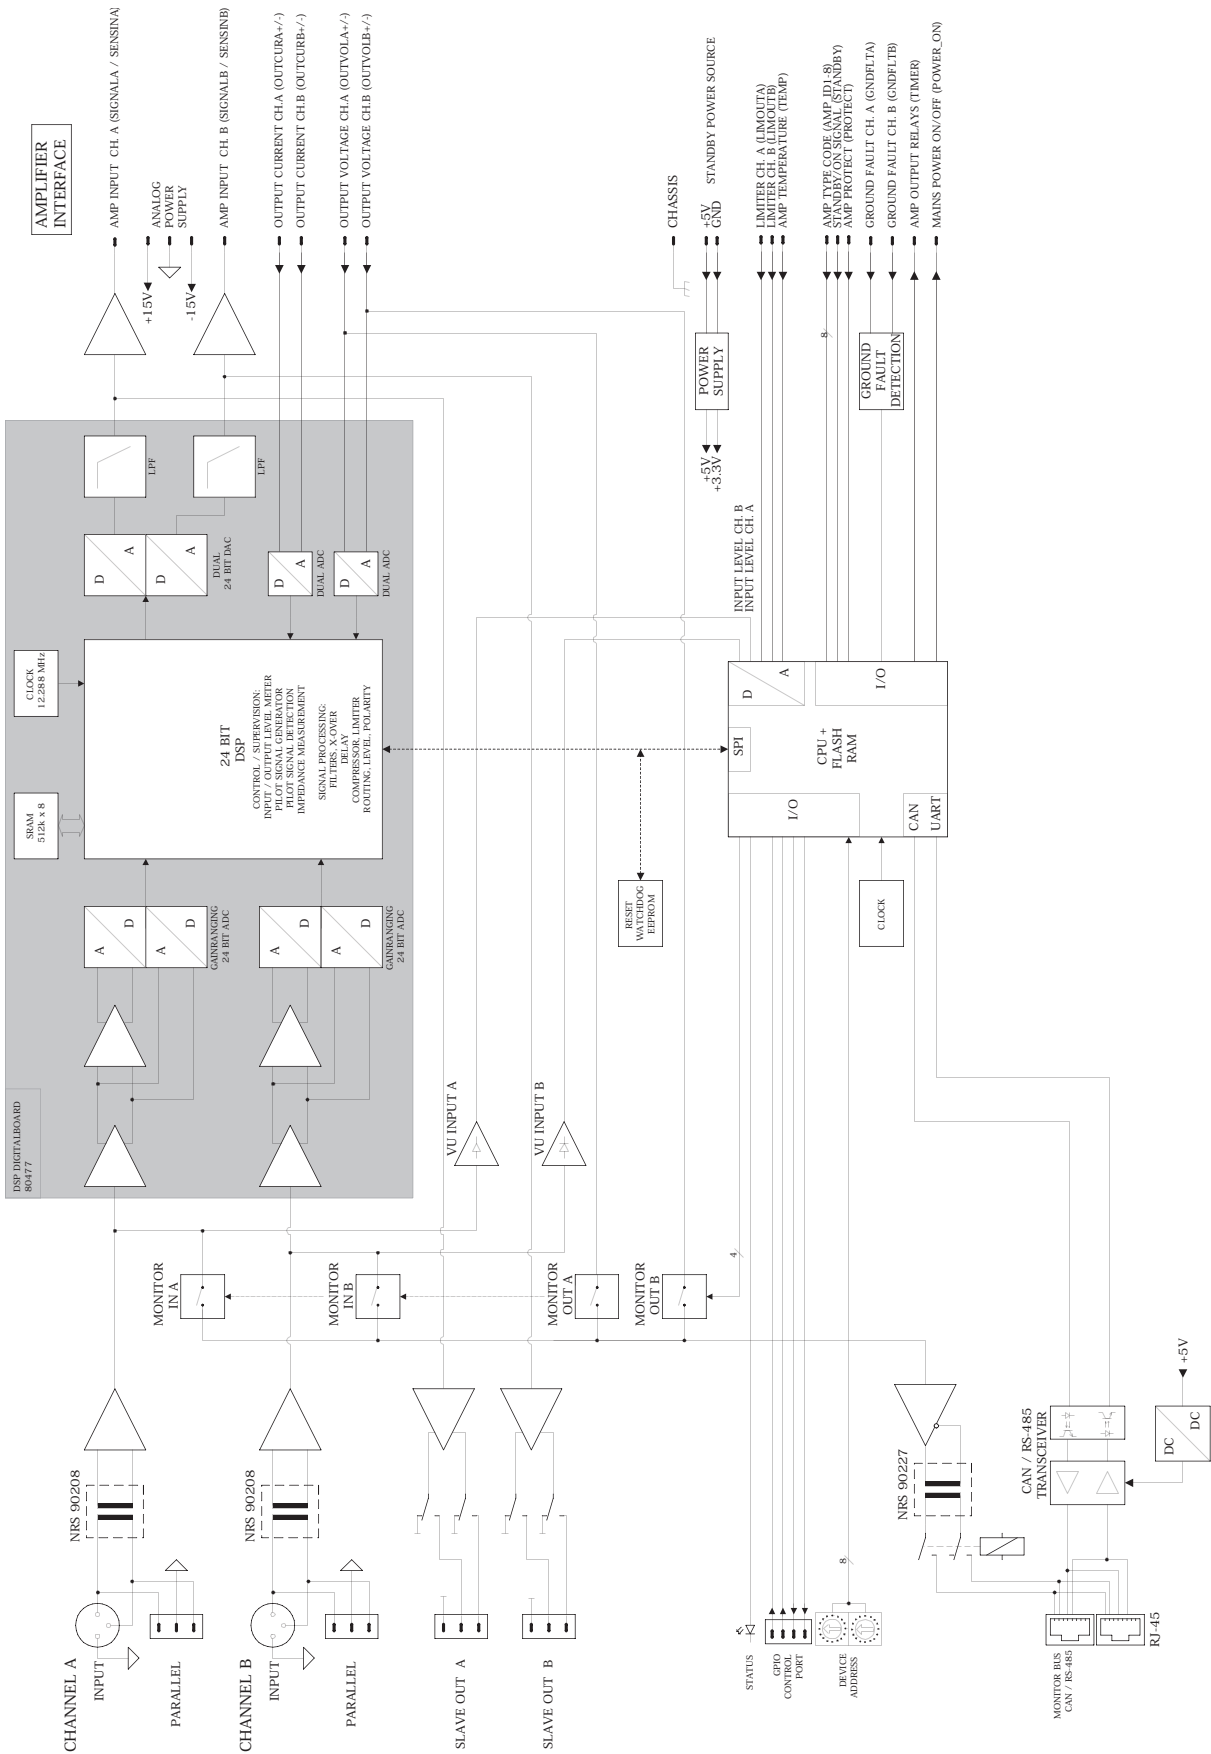 AMPLIFIER
INTERFACE
CHANNEL A
INPUT
PARALLEL
NRS 90208
CHANNEL B
INPUT
PARALLEL
NRS 90208
SLAVE OUT A
SLAVE OUT B
MONITOR
IN A
MONITOR
IN B
MONITOR
OUT A
MONITOR
OUT B
VU INPUT A
VU INPUT B
DSP DIGITALBOARD
80477
A
D
A
D
GAINRANGING
24 BIT ADC
A
D
A
D
GAINRANGING
24 BIT ADC
SRAM
512k x 8
CLOCK
12.288 MHz
24 BIT
DSP
CONTROL / SUPERVISION:
INPUT / OUTPUT LEVEL METER
PILOT SIGNAL GENERATOR
PILOT SIGNAL DETECTION
IMPEDANCE MEASUREMENT
SIGNAL PROCESSING:
FILTERS, X-OVER
DELAY
COMPRESSOR, LIMITER
ROUTING, LEVEL, POLARITY
D
A
D
A
DUAL
24 BIT DAC
D
A
DUAL ADC
D
A
DUAL ADC
LPF
LPF
AMP INPUT CH. A (SIGNALA / SENSINA)
+15V
ANALOG
POWER
SUPPLY
-15V
AMP INPUT CH. B (SIGNALB / SENSINB)
OUTPUT CURRENT CH.A (OUTCURA+/-)
OUTPUT CURRENT CH.B (OUTCURB+/-)
OUTPUT VOLTAGE CH.A (OUTVOLA+/-)
OUTPUT VOLTAGE CH.B (OUTVOLB+/-)
CHASSIS
+5V
GND
STANDBY POWER SOURCE
POWER
SUPPLY
+5V
+3.3V
LIMITER CH. A (LIMOUTA)
LIMITER CH. B (LIMOUTB)
AMP TEMPERATURE (TEMP)
AMP TYPE CODE (AMP_ID1-8)
STANDBY/ON SIGNAL (STANDBY)
AMP PROTECT (PROTECT)
8
GROUND FAULT CH. A (GNDFLTA)
GROUND FAULT CH. B (GNDFLTB)
GROUND
FAULT
DETECTION
AMP OUTPUT RELAYS (TIMER)
MAINS POWER ON/OFF (POWER_ON)
INPUT LEVEL CH. B
INPUT LEVEL CH. A
D
A
I/O
SPI
CPU +
FLASH
RAM
I/O
CAN
UART
RESET
WATCHDOG
EEPROM
CLOCK
4
STATUS
GPIO
CONTROL
PORT
DEVICE
ADDRESS
8
NRS 90227
CAN / RS-485
TRANSCEIVER
DC
DC
+5V
MONITOR BUS
CAN / RS-485
RJ-45